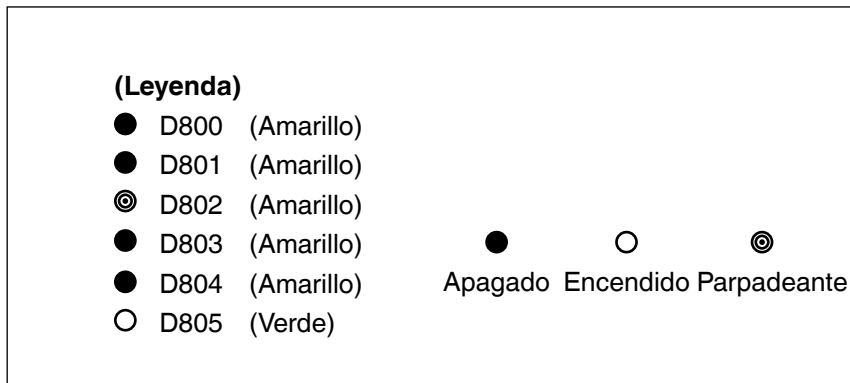 (Leyenda)
D800 (Amarillo)
D801 (Amarillo)
D802 (Amarillo)
D803 (Amarillo)
D804 (Amarillo)
D805 (Verde)
Apagado Encendido Parpadeante